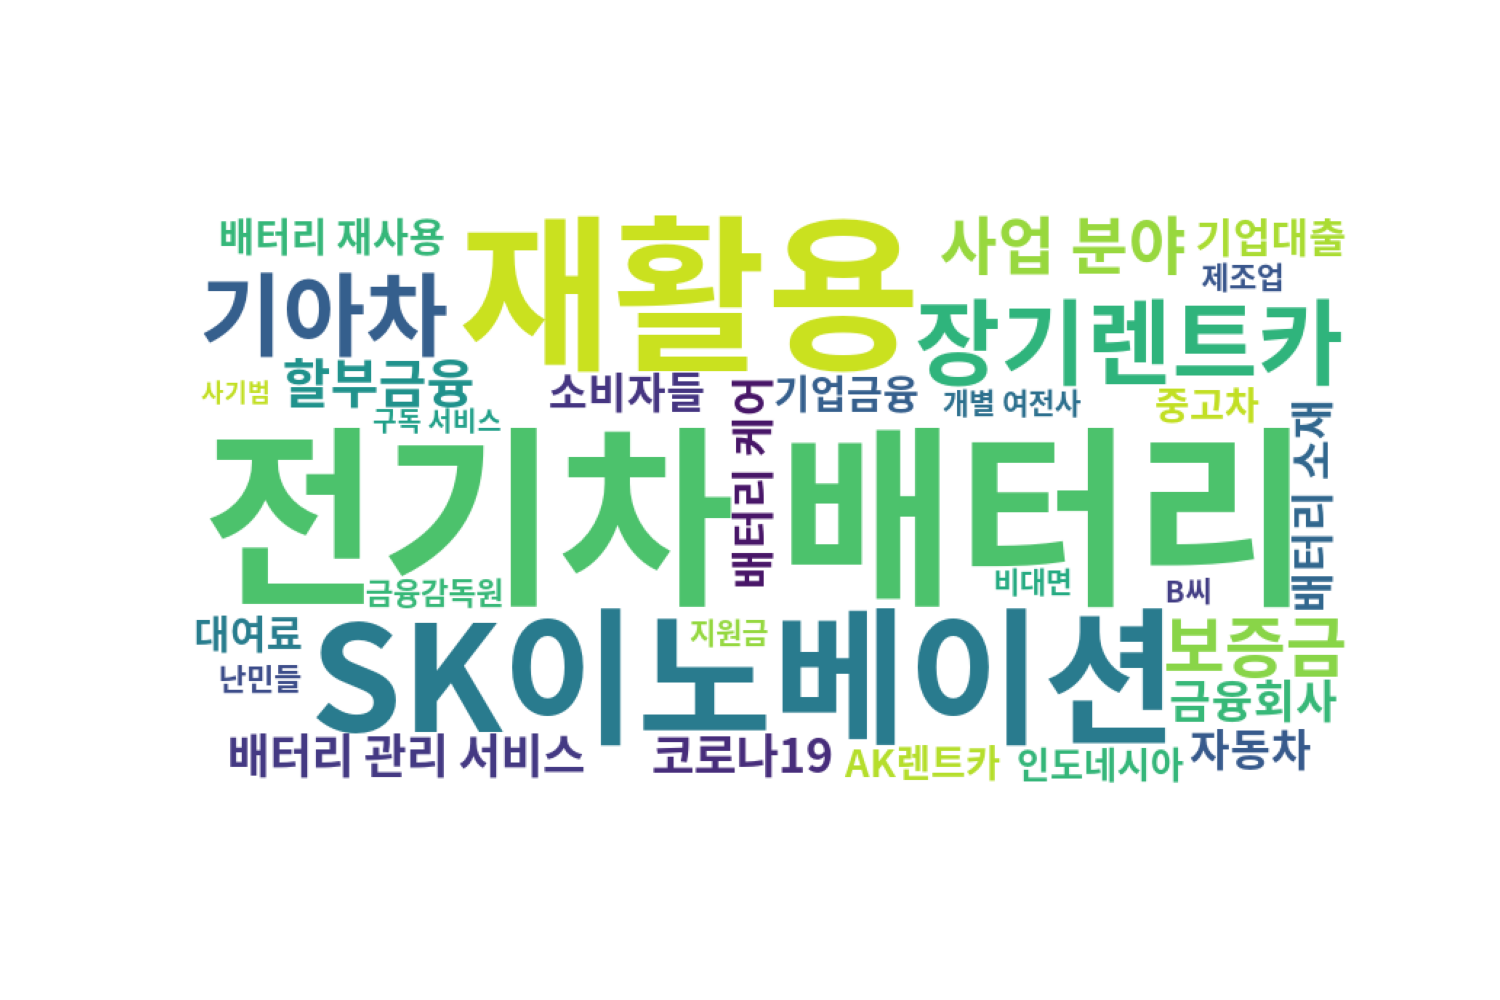 배터리 재사용
재활용
사업 분야
기업대출
제조업
기아차
장기렌트카
할부금융
사기범
구독 서비스
소비자들
배터리 케어
기업금융
개별 여전사
중고차
배터리 소재
전기차 배터리
금융감독원
비대면
B씨
대여료
난민들
SK이노베이션
지원금
보증금
금융회사
배터리 관리 서비스
코로나19
AK렌트카
인도네시아
자동차